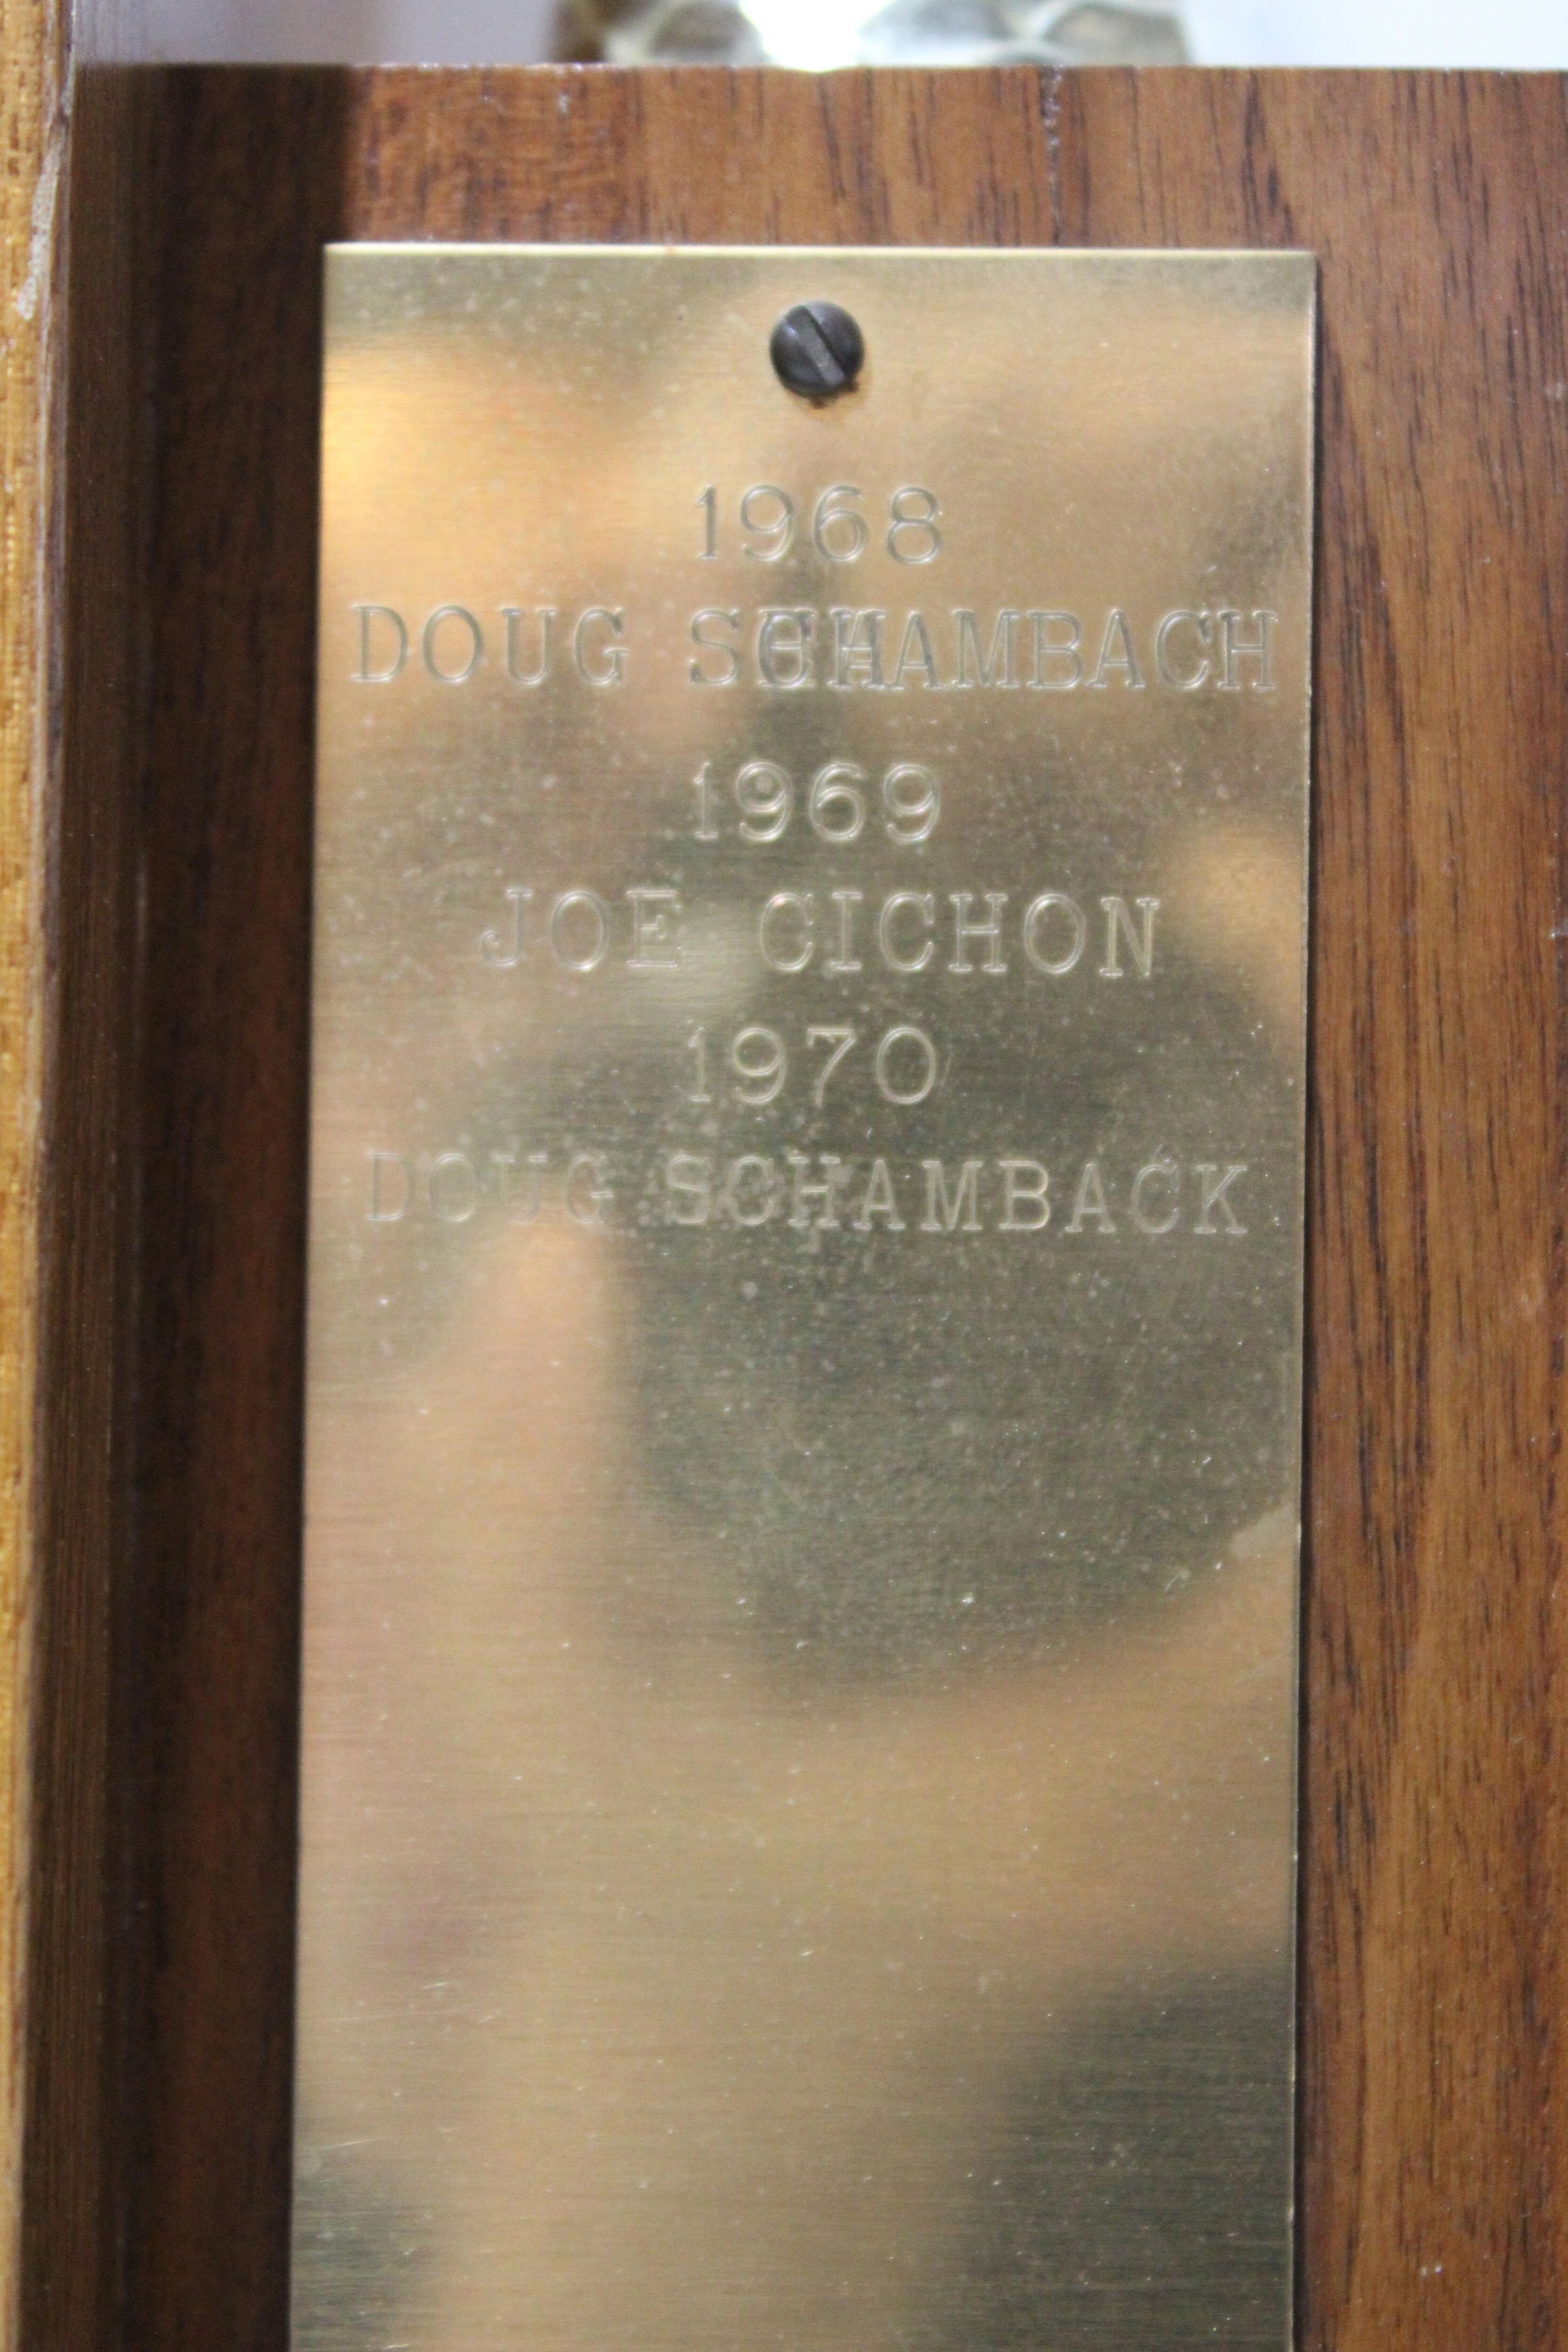 1968
DOUG SCHAMBACH
1969
JOE CICHON
1970
DOUG SCHAMBACK